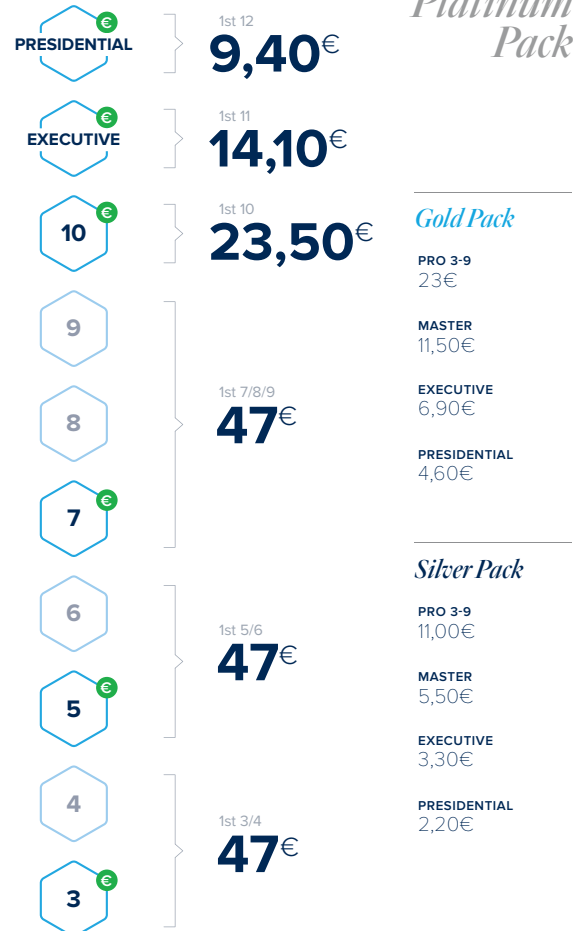 Platinum
Pack
€
PRESIDENTIAL
1st 12
9,40€
€
EXECUTIVE
1st 11
14,10€
€
10
1st 10
23,50€
9
8
€
7
1st 7/8/9
47€
6
€
5
1st 5/6
47€
4
€
3
1st 3/4
47€
Gold Pack
PRO 3-9
23€
MASTER
11,50€
EXECUTIVE
6,90€
PRESIDENTIAL
4,60€
Silver Pack
PRO 3-9
11,00€
MASTER
5,50€
EXECUTIVE
3,30€
PRESIDENTIAL
2,20€